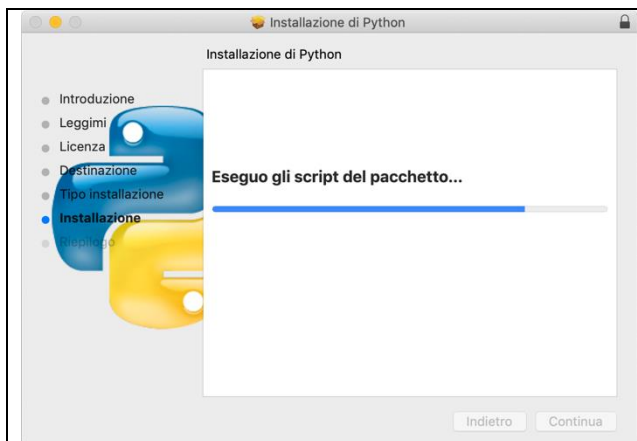 Installazione di Python
Installazione di Python
Introduzione
Leggimi
Licenza
Destinazione
Tipo installazione
Installazione
Riepilogo
Eseguo gli script del pacchetto...
Indietro
Continua